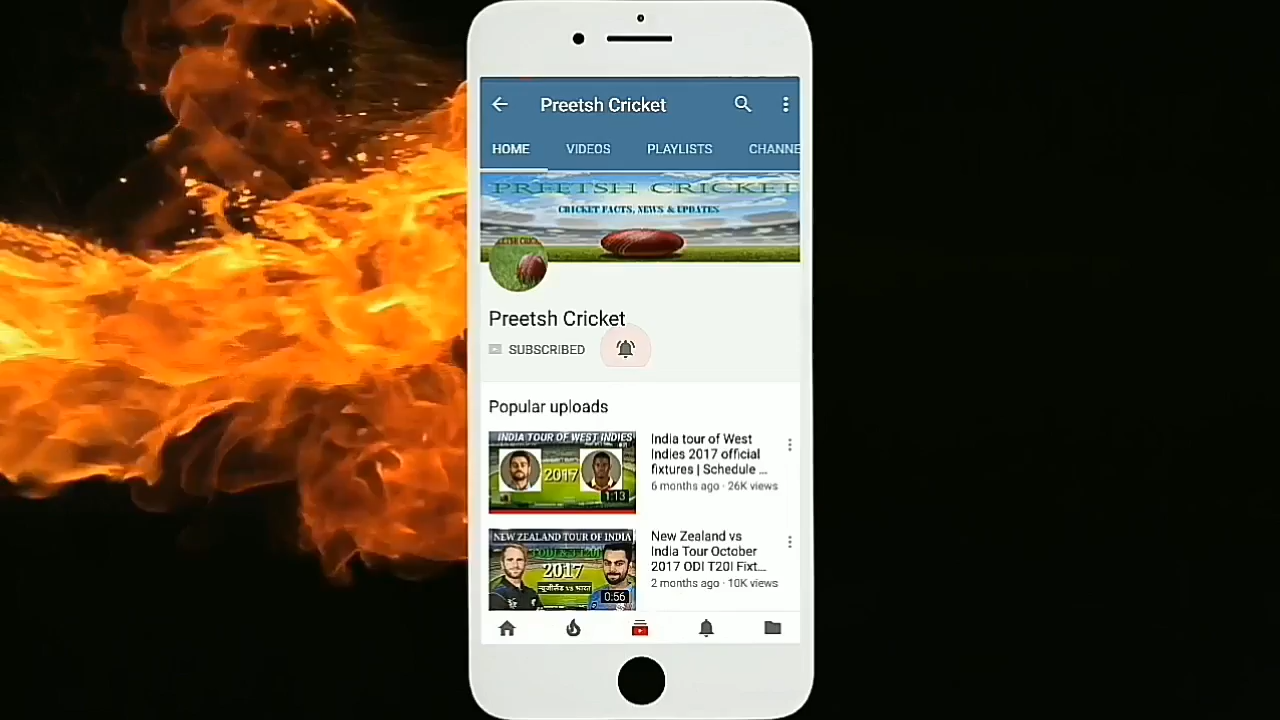 Preetsh Cricket
HOME VIDEOS PLAYLISTS CHANNE
PREETSH CRICKET
CRICKET FACTS, NEWS & UPDATES
Preetsh Cricket
SUBSCRIBED
Popular uploads
INDIA TOUR OF WEST INDIES
2017
1:13
India tour of West
Indies 2017 official
fixtures | Schedule ...
6 months ago · 26K views
NEW ZEALAND TOUR OF INDIA
2017
न्यूजीलैंड VS भारत
0:56
New Zealand vs
India Tour October
2017 ODI T20I Fixt...
2 months ago · 10K views